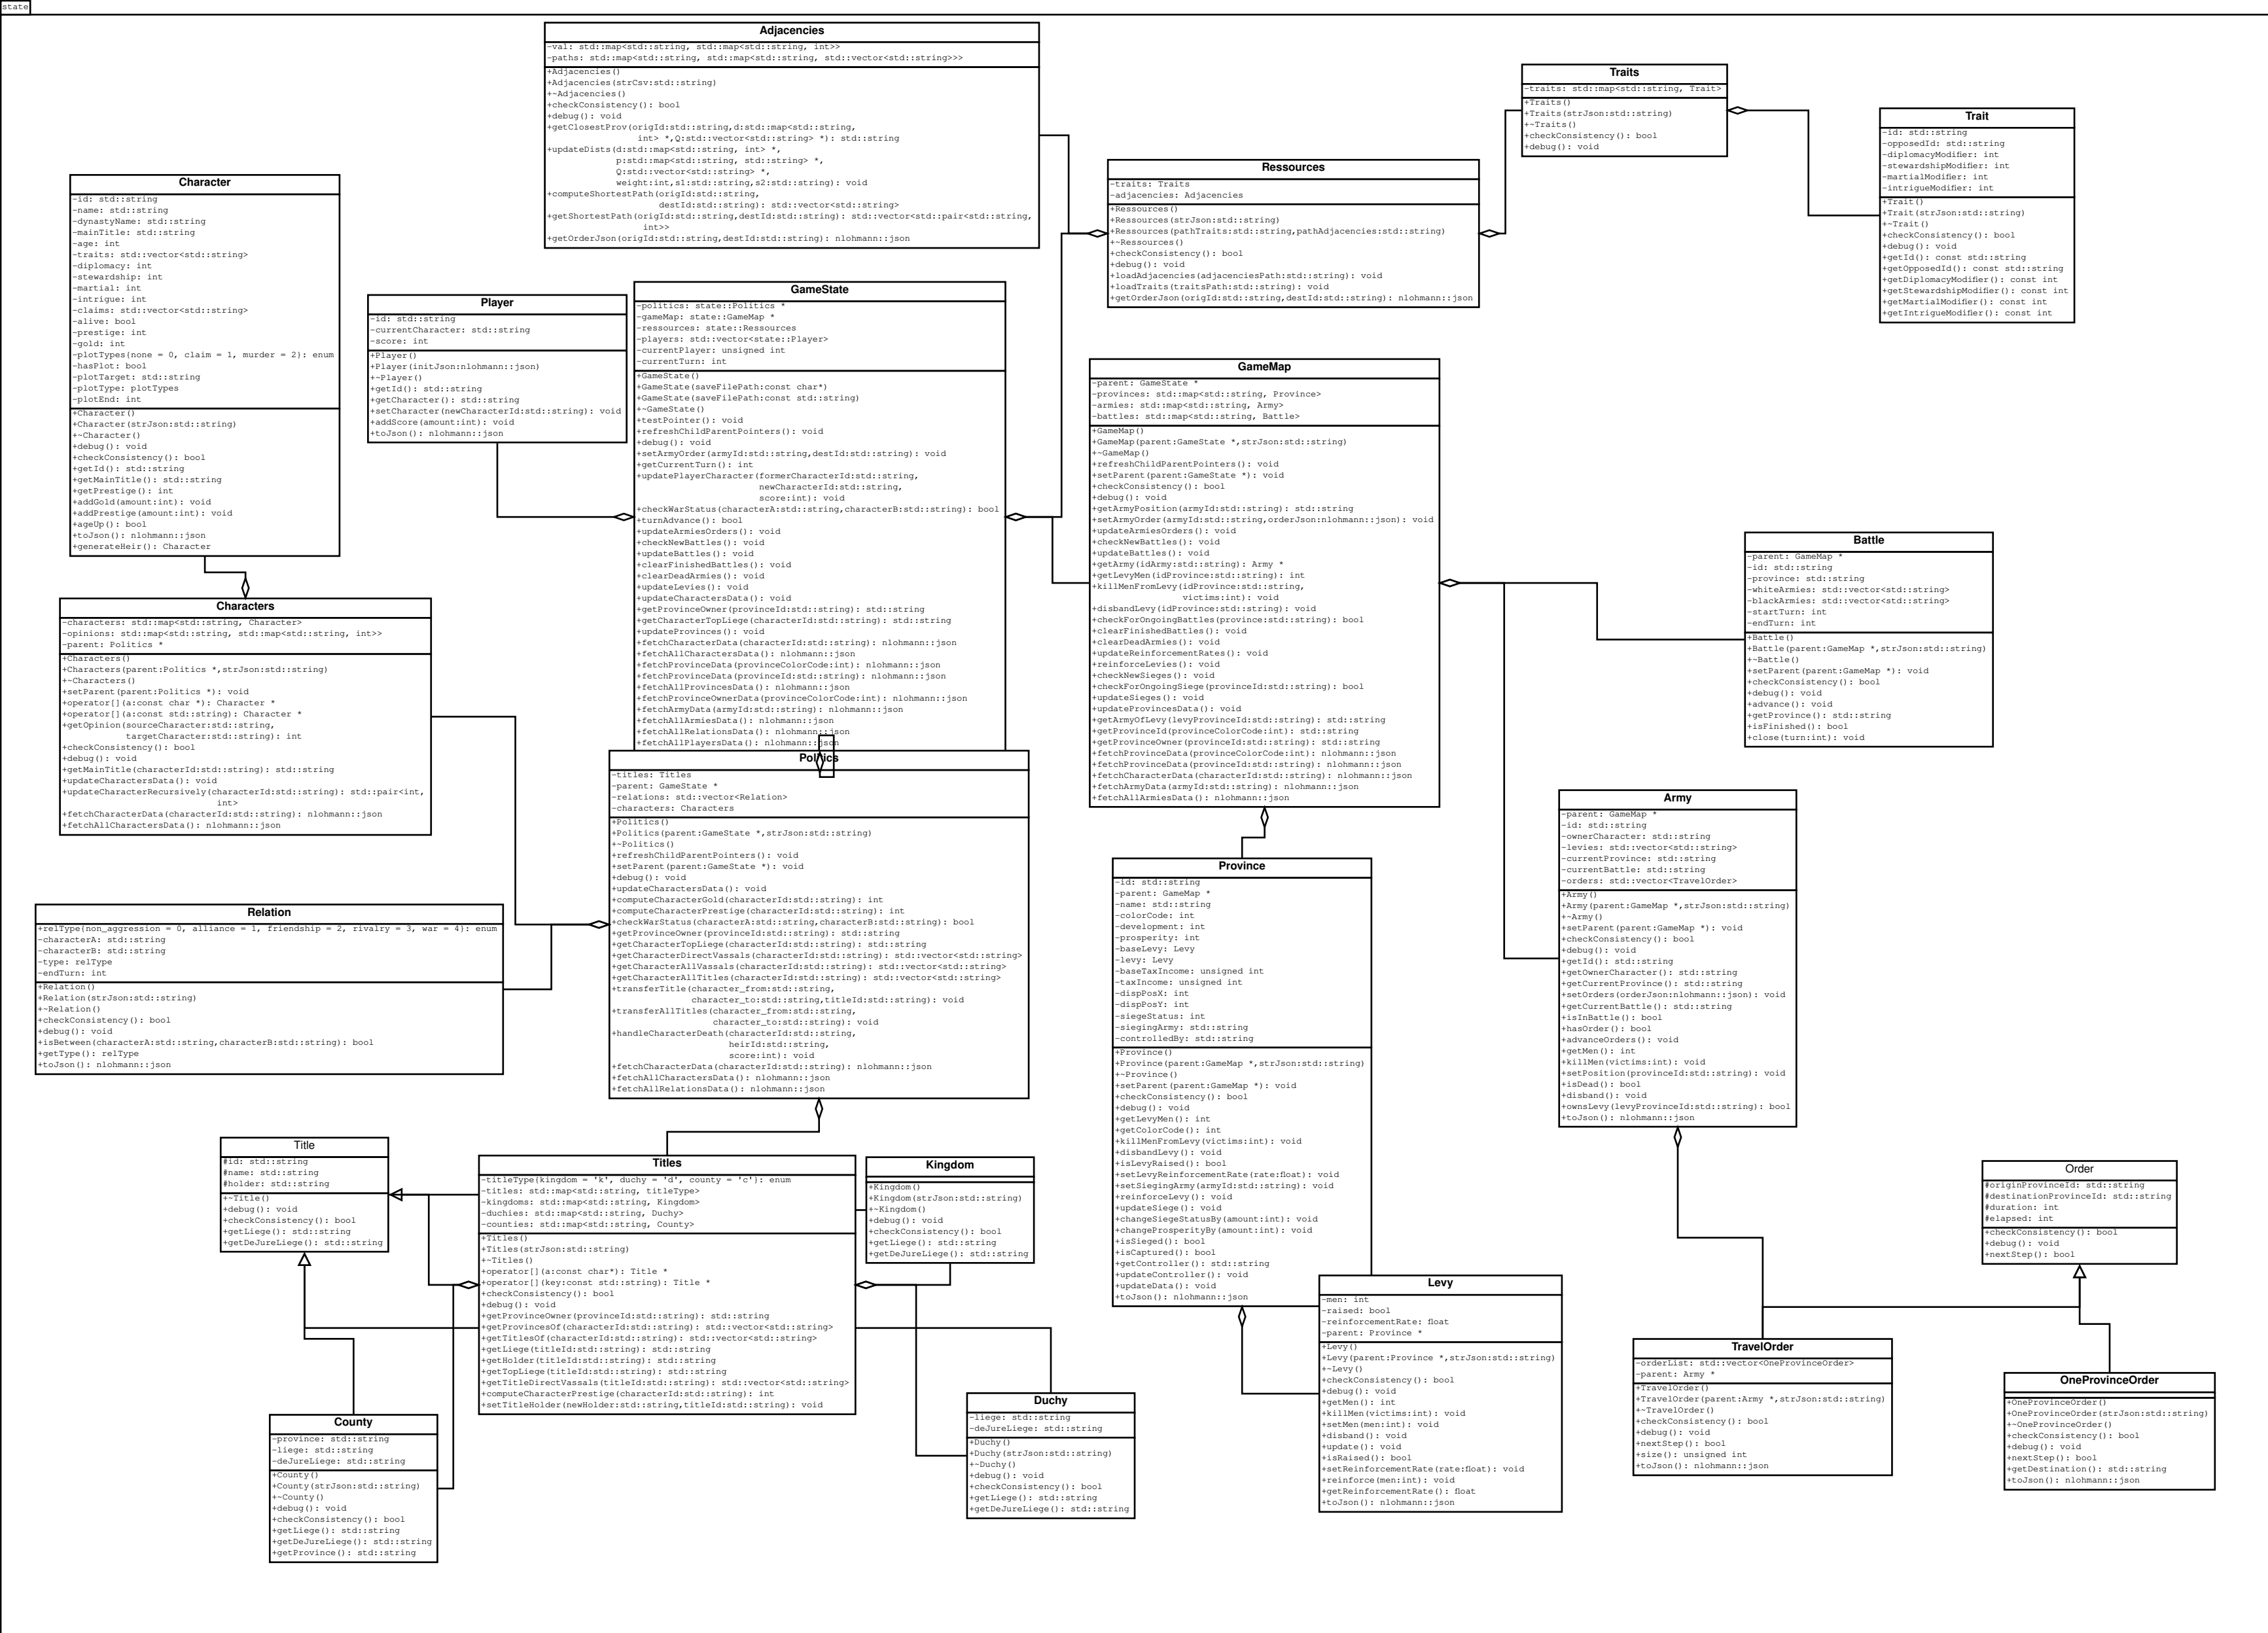 state
Adjacencies
-val: std::map<std::string, std::map<std::string, int>>
-paths: std::map<std::string, std::map<std::string, std::vector<std::string>>>
+Adjacencies()
+Adjacencies(strCsv:std::string)
+~Adjacencies()
+checkConsistency(): bool
+debug(): void
+getClosestProv(origId:std::string,d:std::map<std::string,
int> *,Q:std::vector<std::string> *): std::string
+updateDists(d:std::map<std::string, int> *,
p:std::map<std::string, std::string> *,
Q:std::vector<std::string> *,
weight:int,s1:std::string,s2:std::string): void
+computeShortestPath(origId:std::string,
destId:std::string): std::vector<std::string>
+getShortestPath(origId:std::string,destId:std::string): std::vector<std::pair<std::string,
int>>
+getOrderJson(origId:std::string,destId:std::string): nlohmann::json
Traits
-traits: std::map<std::string, Trait>
+Traits()
+Traits(strJson:std::string)
+~Traits()
+checkConsistency(): bool
+debug(): void
Trait
-id: std::string
-opposedId: std::string
-diplomacyModifier: int
-stewardshipModifier: int
-martialModifier: int
-intrigueModifier: int
+Trait()
+Trait(strJson:std::string)
+~Trait()
+checkConsistency(): bool
+debug(): void
+getId(): const std::string
+getOpposedId(): const std::string
+getDiplomacyModifier(): const int
+getStewardshipModifier(): const int
+getMartialModifier(): const int
+getIntrigueModifier(): const int
Ressources
-traits: Traits
-adjacencies: Adjacencies
+Ressources()
+Ressources(strJson:std::string)
+Ressources(pathTraits:std::string,pathAdjacencies:std::string)
+~Ressources()
+checkConsistency(): bool
+debug(): void
+loadAdjacencies(adjacenciesPath:std::string): void
+loadTraits(traitsPath:std::string): void
+getOrderJson(origId:std::string,destId:std::string): nlohmann::json
Character
-id: std::string
-name: std::string
-dynastyName: std::string
-mainTitle: std::string
-age: int
-traits: std::vector<std::string>
-diplomacy: int
-stewardship: int
-martial: int
-intrigue: int
-claims: std::vector<std::string>
-alive: bool
-prestige: int
-gold: int
-plotTypes(none = 0, claim = 1, murder = 2): enum
-hasPlot: bool
-plotTarget: std::string
-plotType: plotTypes
-plotEnd: int
+Character()
+Character(strJson:std::string)
+~Character()
+debug(): void
+checkConsistency(): bool
+getId(): std::string
+getMainTitle(): std::string
+getPrestige(): int
+addGold(amount:int): void
+addPrestige(amount:int): void
+ageUp(): bool
+toJson(): nlohmann::json
+generateHeir(): Character
Player
-id: std::string
-currentCharacter: std::string
-score: int
+Player()
+Player(initJson:nlohmann::json)
+~Player()
+getId(): std::string
+getCharacter(): std::string
+setCharacter(newCharacterId:std::string): void
+addScore(amount:int): void
+toJson(): nlohmann::json
GameState
-politics: state::Politics *
-gameMap: state::GameMap *
-ressources: state::Ressources
-players: std::vector<state::Player>
-currentPlayer: unsigned int
-currentTurn: int
+GameState()
+GameState(saveFilePath:const char*)
+GameState(saveFilePath:const std::string)
+~GameState()
+testPointer(): void
+refreshChildParentPointers(): void
+debug(): void
+setArmyOrder(armyId:std::string,destId:std::string): void
+getCurrentTurn(): int
+updatePlayerCharacter(formerCharacterId:std::string,
newCharacterId:std::string,
score:int): void
+checkWarStatus(characterA:std::string,characterB:std::string): bool
+turnAdvance(): bool
+updateArmiesOrders(): void
+checkNewBattles(): void
+updateBattles(): void
+clearFinishedBattles(): void
+clearDeadArmies(): void
+updateLevies(): void
+updateCharactersData(): void
+getProvinceOwner(provinceId:std::string): std::string
+getCharacterTopLiege(characterId:std::string): std::string
+updateProvinces(): void
+fetchCharacterData(characterId:std::string): nlohmann::json
+fetchAllCharactersData(): nlohmann::json
+fetchProvinceData(provinceColorCode:int): nlohmann::json
+fetchProvinceData(provinceId:std::string): nlohmann::json
+fetchAllProvincesData(): nlohmann::json
+fetchProvinceOwnerData(provinceColorCode:int): nlohmann::json
+fetchArmyData(armyId:std::string): nlohmann::json
+fetchAllArmiesData(): nlohmann::json
+fetchAllRelationsData(): nlohmann::json
+fetchAllPlayersData(): nlohmann::json
GameMap
-parent: GameState *
-provinces: std::map<std::string, Province>
-armies: std::map<std::string, Army>
-battles: std::map<std::string, Battle>
+GameMap()
+GameMap(parent:GameState *,strJson:std::string)
+~GameMap()
+refreshChildParentPointers(): void
+setParent(parent:GameState *): void
+checkConsistency(): bool
+debug(): void
+getArmyPosition(armyId:std::string): std::string
+setArmyOrder(armyId:std::string,orderJson:nlohmann::json): void
+updateArmiesOrders(): void
+checkNewBattles(): void
+updateBattles(): void
+getArmy(idArmy:std::string): Army *
+getLevyMen(idProvince:std::string): int
+killMenFromLevy(idProvince:std::string,
victims:int): void
+disbandLevy(idProvince:std::string): void
+checkForOngoingBattles(province:std::string): bool
+clearFinishedBattles(): void
+clearDeadArmies(): void
+updateReinforcementRates(): void
+reinforceLevies(): void
+checkNewSieges(): void
+checkForOngoingSiege(provinceId:std::string): bool
+updateSieges(): void
+updateProvincesData(): void
+getArmyOfLevy(levyProvinceId:std::string): std::string
+getProvinceId(provinceColorCode:int): std::string
+getProvinceOwner(provinceId:std::string): std::string
+fetchProvinceData(provinceColorCode:int): nlohmann::json
+fetchProvinceData(provinceId:std::string): nlohmann::json
+fetchCharacterData(characterId:std::string): nlohmann::json
+fetchArmyData(armyId:std::string): nlohmann::json
+fetchAllArmiesData(): nlohmann::json
Battle
-parent: GameMap *
-id: std::string
-province: std::string
-whiteArmies: std::vector<std::string>
-blackArmies: std::vector<std::string>
-startTurn: int
-endTurn: int
+Battle()
+Battle(parent:GameMap *,strJson:std::string)
+~Battle()
+setParent(parent:GameMap *): void
+checkConsistency(): bool
+debug(): void
+advance(): void
+getProvince(): std::string
+isFinished(): bool
+close(turn:int): void
Characters
-characters: std::map<std::string, Character>
-opinions: std::map<std::string, std::map<std::string, int>>
-parent: Politics *
+Characters()
+Characters(parent:Politics *,strJson:std::string)
+~Characters()
+setParent(parent:Politics *): void
+operator[](a:const char *): Character *
+operator[](a:const std::string): Character *
+getOpinion(sourceCharacter:std::string,
targetCharacter:std::string): int
+checkConsistency(): bool
+debug(): void
+getMainTitle(characterId:std::string): std::string
+updateCharactersData(): void
+updateCharacterRecursively(characterId:std::string): std::pair<int,
int>
+fetchCharacterData(characterId:std::string): nlohmann::json
+fetchAllCharactersData(): nlohmann::json
Politics
-titles: Titles
-parent: GameState *
-relations: std::vector<Relation>
-characters: Characters
+Politics()
+Politics(parent:GameState *,strJson:std::string)
+~Politics()
+refreshChildParentPointers(): void
+setParent(parent:GameState *): void
+debug(): void
+updateCharactersData(): void
+computeCharacterGold(characterId:std::string): int
+computeCharacterPrestige(characterId:std::string): int
+checkWarStatus(characterA:std::string,characterB:std::string): bool
+getProvinceOwner(provinceId:std::string): std::string
+getCharacterTopLiege(characterId:std::string): std::string
+getCharacterDirectVassals(characterId:std::string): std::vector<std::string>
+getCharacterAllVassals(characterId:std::string): std::vector<std::string>
+getCharacterAllTitles(characterId:std::string): std::vector<std::string>
+transferTitle(character_from:std::string,
character_to:std::string,titleId:std::string): void
+transferAllTitles(character_from:std::string,
character_to:std::string): void
+handleCharacterDeath(characterId:std::string,
heirId:std::string,
score:int): void
+fetchCharacterData(characterId:std::string): nlohmann::json
+fetchAllCharactersData(): nlohmann::json
+fetchAllRelationsData(): nlohmann::json
Army
-parent: GameMap *
-id: std::string
-ownerCharacter: std::string
-levies: std::vector<std::string>
-currentProvince: std::string
-currentBattle: std::string
-orders: std::vector<TravelOrder>
+Army()
+Army(parent:GameMap *,strJson:std::string)
+~Army()
+setParent(parent:GameMap *): void
+checkConsistency(): bool
+debug(): void
+getId(): std::string
+getOwnerCharacter(): std::string
+getCurrentProvince(): std::string
+setOrders(orderJson:nlohmann::json): void
+getCurrentBattle(): std::string
+isInBattle(): bool
+hasOrder(): bool
+advanceOrders(): void
+getMen(): int
+killMen(victims:int): void
+setPosition(provinceId:std::string): void
+isDead(): bool
+disband(): void
+ownsLevy(levyProvinceId:std::string): bool
+toJson(): nlohmann::json
Province
-id: std::string
-parent: GameMap *
-name: std::string
-colorCode: int
-development: int
-prosperity: int
-baseLevy: Levy
-levy: Levy
-baseTaxIncome: unsigned int
-taxIncome: unsigned int
-dispPosX: int
-dispPosY: int
-siegeStatus: int
-siegingArmy: std::string
-controlledBy: std::string
+Province()
+Province(parent:GameMap *,strJson:std::string)
+~Province()
+setParent(parent:GameMap *): void
+checkConsistency(): bool
+debug(): void
+getLevyMen(): int
+getColorCode(): int
+killMenFromLevy(victims:int): void
+disbandLevy(): void
+isLevyRaised(): bool
+setLevyReinforcementRate(rate:float): void
+setSiegingArmy(armyId:std::string): void
+reinforceLevy(): void
+updateSiege(): void
+changeSiegeStatusBy(amount:int): void
+changeProsperityBy(amount:int): void
+isSieged(): bool
+isCaptured(): bool
+getController(): std::string
+updateController(): void
+updateData(): void
+toJson(): nlohmann::json
Relation
+relType(non_aggression = 0, alliance = 1, friendship = 2, rivalry = 3, war = 4): enum
-characterA: std::string
-characterB: std::string
-type: relType
-endTurn: int
+Relation()
+Relation(strJson:std::string)
+~Relation()
+checkConsistency(): bool
+debug(): void
+isBetween(characterA:std::string,characterB:std::string): bool
+getType(): relType
+toJson(): nlohmann::json
Title
#id: std::string
#name: std::string
#holder: std::string
+~Title()
+debug(): void
+checkConsistency(): bool
+getLiege(): std::string
+getDeJureLiege(): std::string
Titles
-titleType(kingdom = 'k', duchy = 'd', county = 'c'): enum
-titles: std::map<std::string, titleType>
-kingdoms: std::map<std::string, Kingdom>
-duchies: std::map<std::string, Duchy>
-counties: std::map<std::string, County>
+Titles()
+Titles(strJson:std::string)
+~Titles()
+operator[](a:const char*): Title *
+operator[](key:const std::string): Title *
+checkConsistency(): bool
+debug(): void
+getProvinceOwner(provinceId:std::string): std::string
+getProvincesOf(characterId:std::string): std::vector<std::string>
+getTitlesOf(characterId:std::string): std::vector<std::string>
+getLiege(titleId:std::string): std::string
+getHolder(titleId:std::string): std::string
+getTopLiege(titleId:std::string): std::string
+getTitleDirectVassals(titleId:std::string): std::vector<std::string>
+computeCharacterPrestige(characterId:std::string): int
+setTitleHolder(newHolder:std::string,titleId:std::string): void
Kingdom
+Kingdom()
+Kingdom(strJson:std::string)
+~Kingdom()
+debug(): void
+checkConsistency(): bool
+getLiege(): std::string
+getDeJureLiege(): std::string
Order
#originProvinceId: std::string
#destinationProvinceId: std::string
#duration: int
#elapsed: int
+checkConsistency(): bool
+debug(): void
+nextStep(): bool
Levy
-men: int
-raised: bool
-reinforcementRate: float
-parent: Province *
+Levy()
+Levy(parent:Province *,strJson:std::string)
+~Levy()
+checkConsistency(): bool
+debug(): void
+getMen(): int
+killMen(victims:int): void
+setMen(men:int): void
+disband(): void
+update(): void
+isRaised(): bool
+setReinforcementRate(rate:float): void
+reinforce(men:int): void
+getReinforcementRate(): float
+toJson(): nlohmann::json
TravelOrder
-orderList: std::vector<OneProvinceOrder>
-parent: Army *
+TravelOrder()
+TravelOrder(parent:Army *,strJson:std::string)
+~TravelOrder()
+checkConsistency(): bool
+debug(): void
+nextStep(): bool
+size(): unsigned int
+toJson(): nlohmann::json
OneProvinceOrder
+OneProvinceOrder()
+OneProvinceOrder(strJson:std::string)
+~OneProvinceOrder()
+checkConsistency(): bool
+debug(): void
+nextStep(): bool
+getDestination(): std::string
+toJson(): nlohmann::json
Duchy
-liege: std::string
-deJureLiege: std::string
+Duchy()
+Duchy(strJson:std::string)
+~Duchy()
+debug(): void
+checkConsistency(): bool
+getLiege(): std::string
+getDeJureLiege(): std::string
County
-province: std::string
-liege: std::string
-deJureLiege: std::string
+County()
+County(strJson:std::string)
+~County()
+debug(): void
+checkConsistency(): bool
+getLiege(): std::string
+getDeJureLiege(): std::string
+getProvince(): std::string